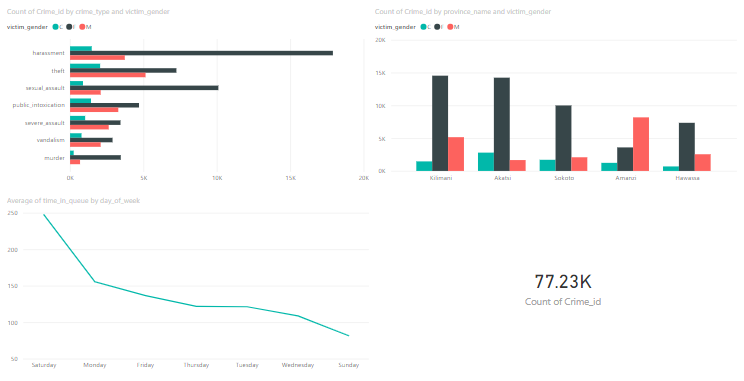 Count of Crime_id by crime_type and victim_gender
victim_gender C F M
harassment
theft
sexual_assault
public_intoxication
severe_assault
vandalism
murder
0K 5K 10K 15K 20K
Count of Crime_id by province_name and victim_gender
victim_gender C F M
20K
15K
10K
5K
0K
Kilimani Akatsi Sokoto Amanzi Hawassa
Average of time_in_queue by day_of_week
250
200
150
100
50
Saturday Monday Friday Thursday Tuesday Wednesday Sunday
77.23K
Count of Crime_id